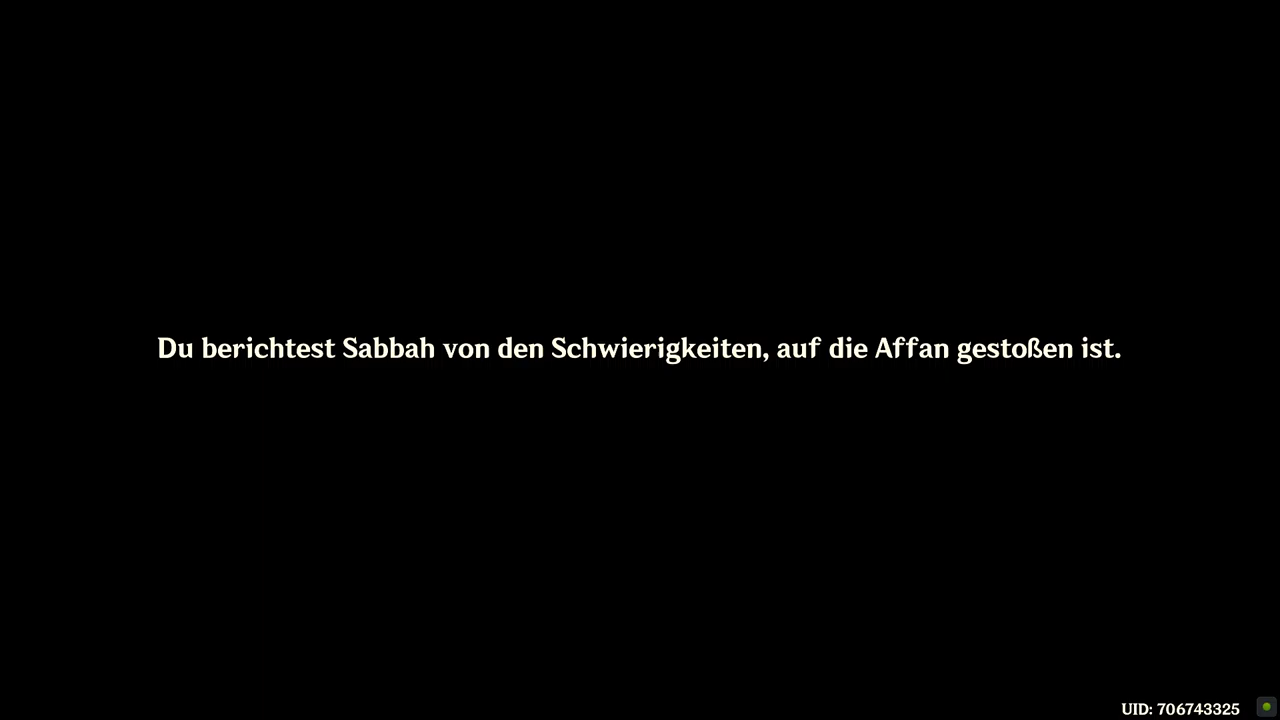 Du berichtest Sabbah von den Schwierigkeiten, auf die Affan gestoßen ist.
UID: 706743325